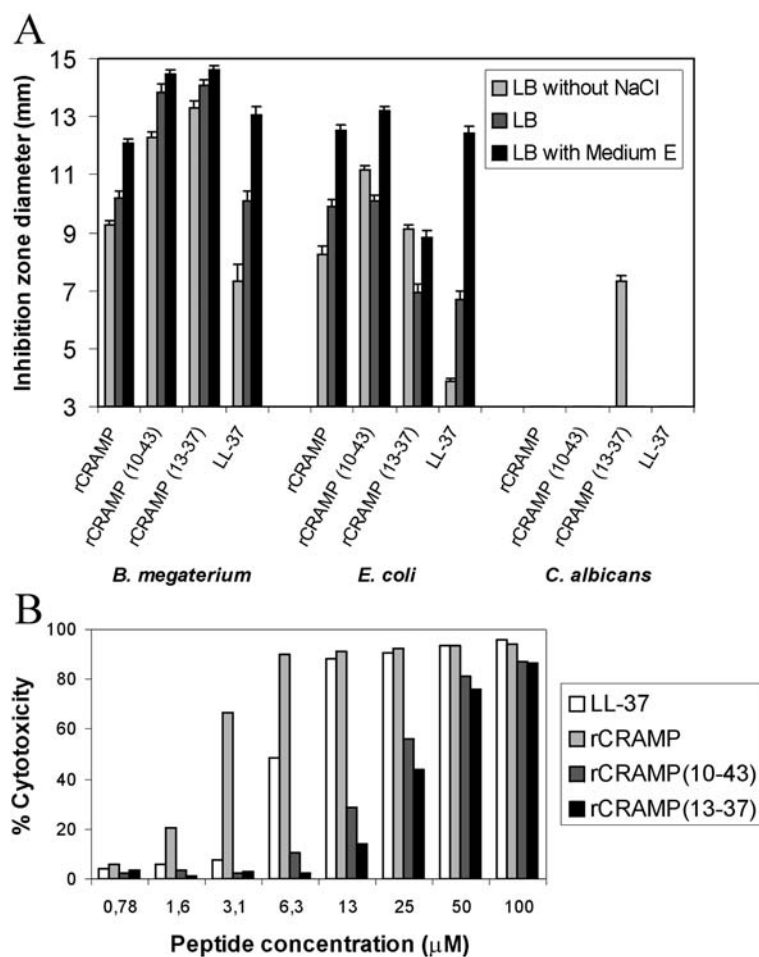 A
Inhibition zone diameter (mm)
15
13
11
9
7
5
3
LB without NaCl
LB
LB with Medium E
rCRAMP
rCRAMP (10-43)
rCRAMP (13-37)
LL-37
rCRAMP
rCRAMP (10-43)
rCRAMP (13-37)
LL-37
rCRAMP
rCRAMP (10-43)
rCRAMP (13-37)
LL-37
B. megaterium
E. coli
C. albicans
B
% Cytotoxicity
100
80
60
40
20
0
0,78
1,6
3,1
6,3
13
25
50
100
Peptide concentration (μM)
LL-37
rCRAMP
rCRAMP(10-43)
rCRAMP(13-37)